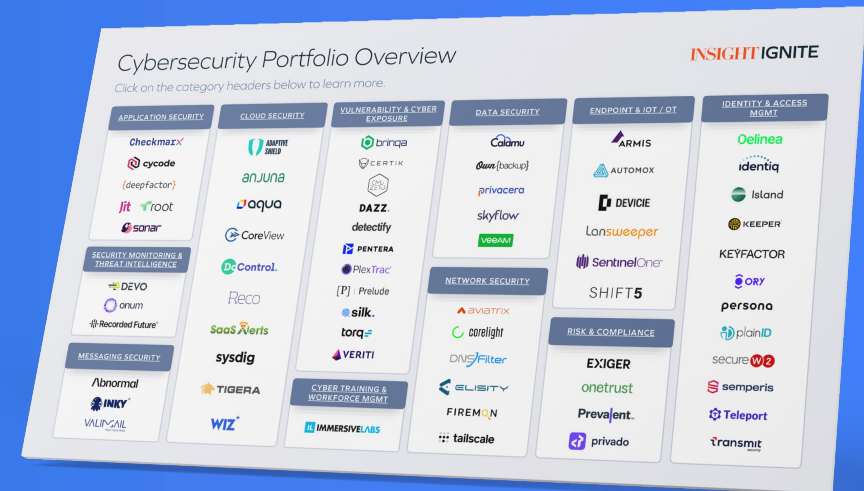 Cybersecurity Portfolio Overview
INSIGHT IGNITE
Click on the category headers below to learn more.
APPLICATION SECURITY
Checkmarx
cycode
{deepfactor}
jit root
sonar
SECURITY MONITORING &
THREAT INTELLIGENCE
DEVO
onum
Recorded Future
MESSAGING SECURITY
Abnormal
INKY
VALIMAIL
CLOUD SECURITY
ADAPTIVE
SHIELD
anjuna
aqua
CoreView
DoControl.
Reco
SaaS Alerts
sysdig
TIGERA
WIZ
VULNERABILITY & CYBER
EXPOSURE
brinqa
CERTIK
DAZZ.
detectify
PENTERA
PlexTrac
[P] Prelude
silk.
torq
VERITI
CYBER TRAINING &
WORKFORCE MGMT
IL IMMERSIVELABS
DATA SECURITY
Calamu
Own {backup}
privacera
skyflow
veeam
NETWORK SECURITY
AVIATRIX
corelight
DNSFilter
ELISITY
FIREMON
tailscale
ENDPOINT & IOT / OT
ARMIS
AUTOMOX
DEVICIE
Lansweeper
SentinelOne
SHIFT5
RISK & COMPLIANCE
EXIGER
onetrust
Prevalent
privado
IDENTITY & ACCESS
MGMT
Delinea
identiq
Island
KEEPER
KEYFACTOR
ORY
persona
plainID
secureW2
semperis
Teleport
transmit
security